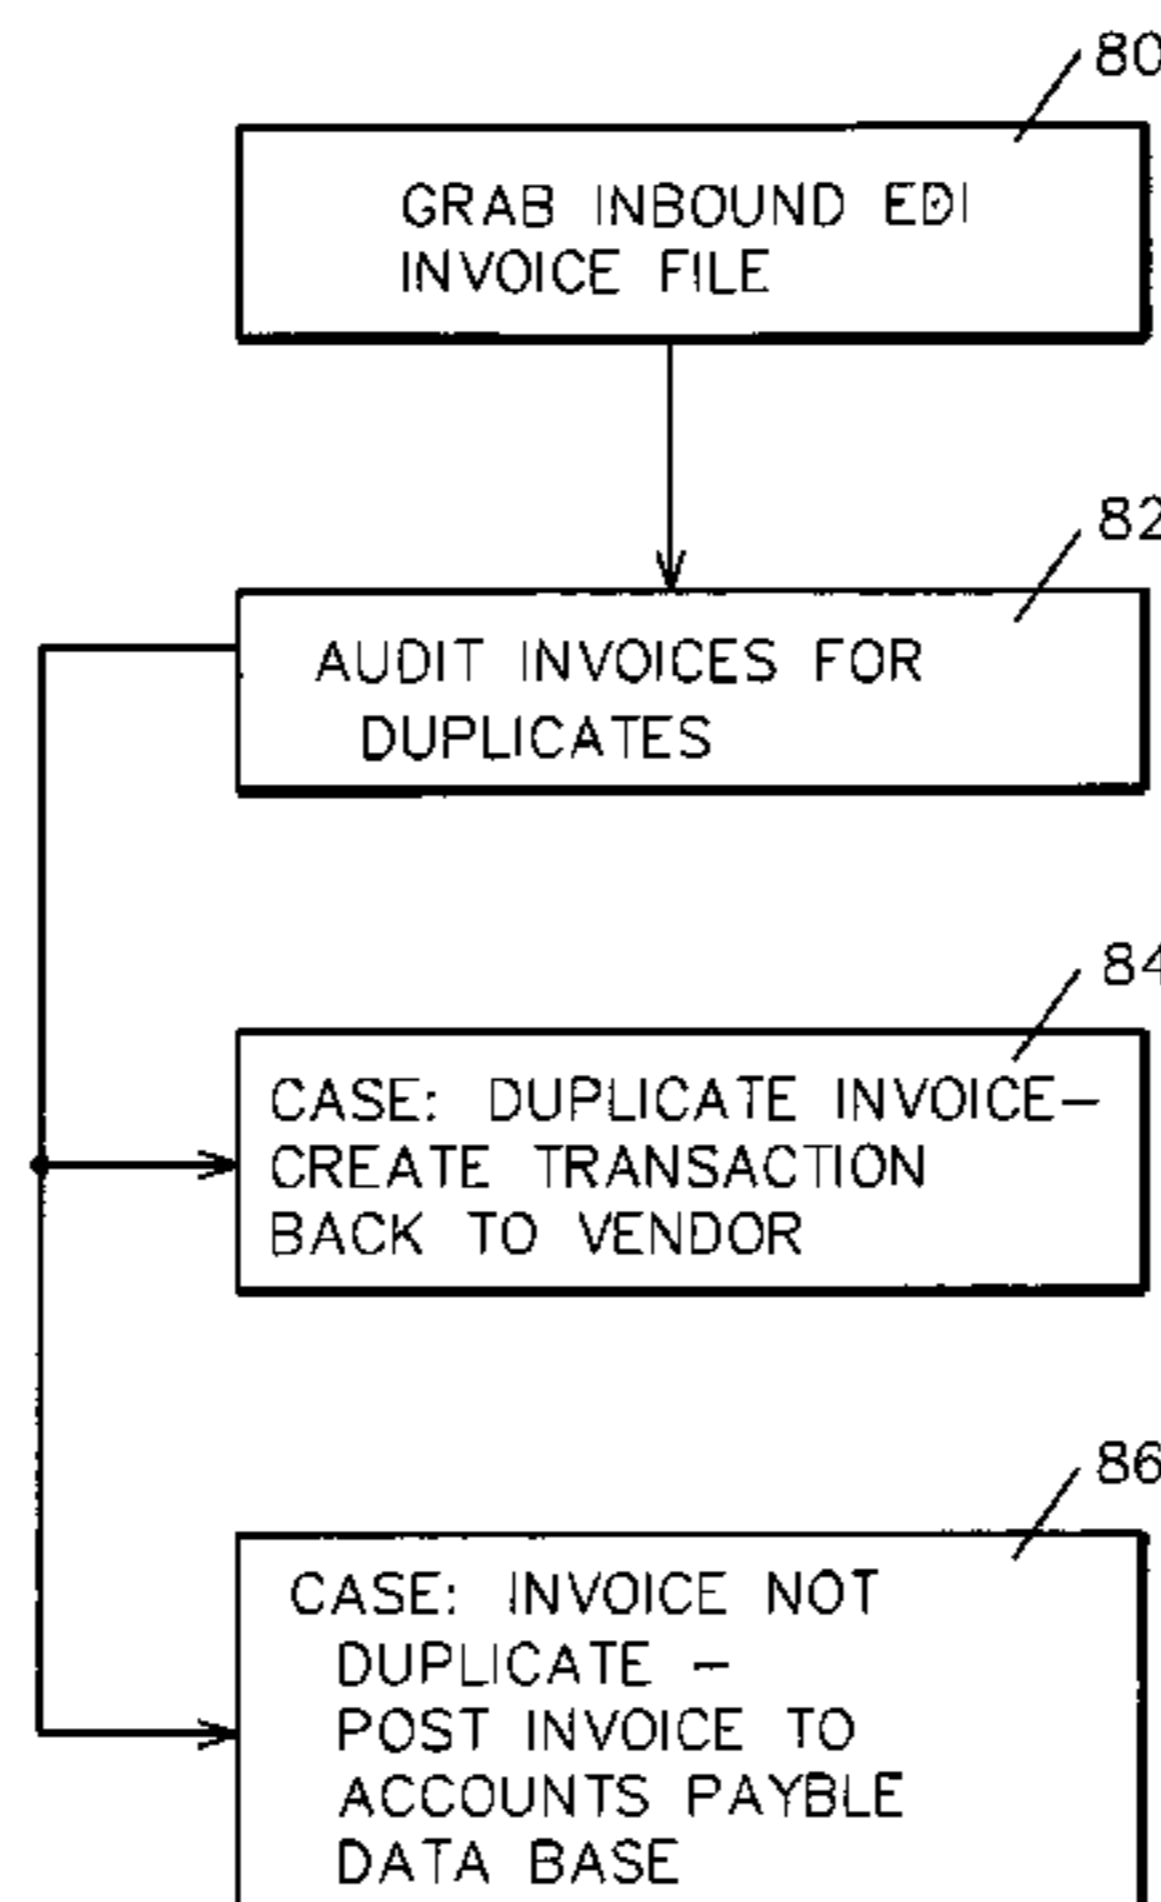 80
GRAB INBOUND EDI
INVOICE FILE
82
AUDIT INVOICES FOR
DUPLICATES
84
CASE: DUPLICATE INVOICE–
CREATE TRANSACTION
BACK TO VENDOR
86
CASE: INVOICE NOT
DUPLICATE –
POST INVOICE TO
ACCOUNTS PAYBLE
DATA BASE